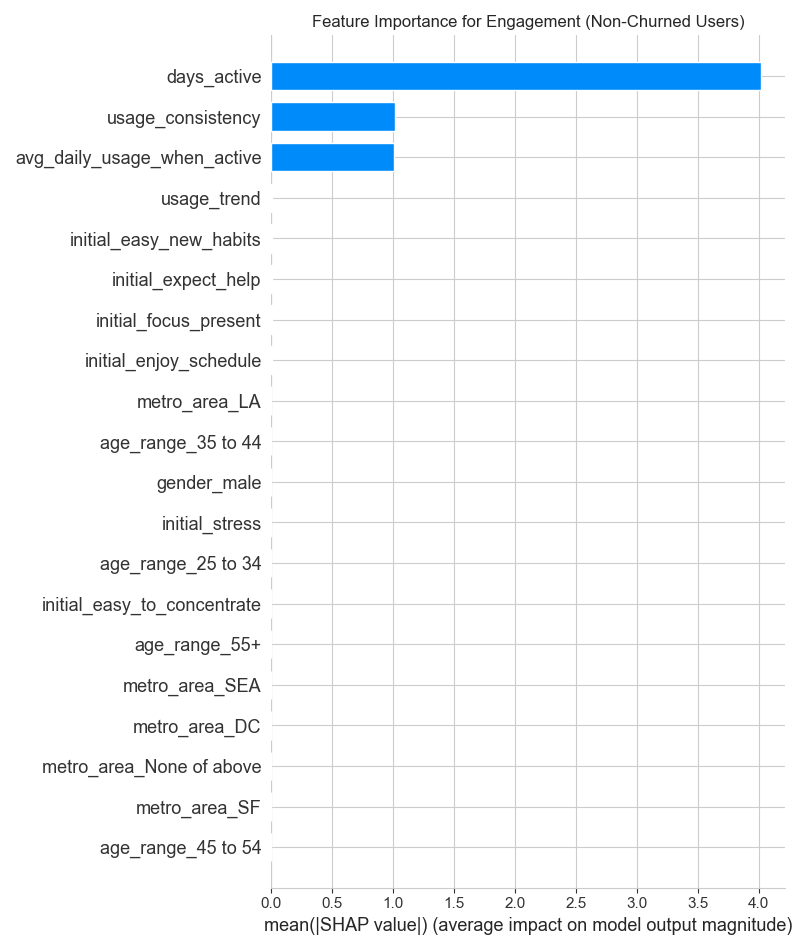 Feature Importance for Engagement (Non-Churned Users)
days_active
usage_consistency
avg_daily_usage_when_active
usage_trend
initial_easy_new_habits
initial_expect_help
initial_focus_present
initial_enjoy_schedule
metro_area_LA
age_range_35 to 44
gender_male
initial_stress
age_range_25 to 34
initial_easy_to_concentrate
age_range_55+
metro_area_SEA
metro_area_DC
metro_area_None of above
metro_area_SF
age_range_45 to 54
0.0 0.5 1.0 1.5 2.0 2.5 3.0 3.5 4.0
mean(|SHAP value|) (average impact on model output magnitude)